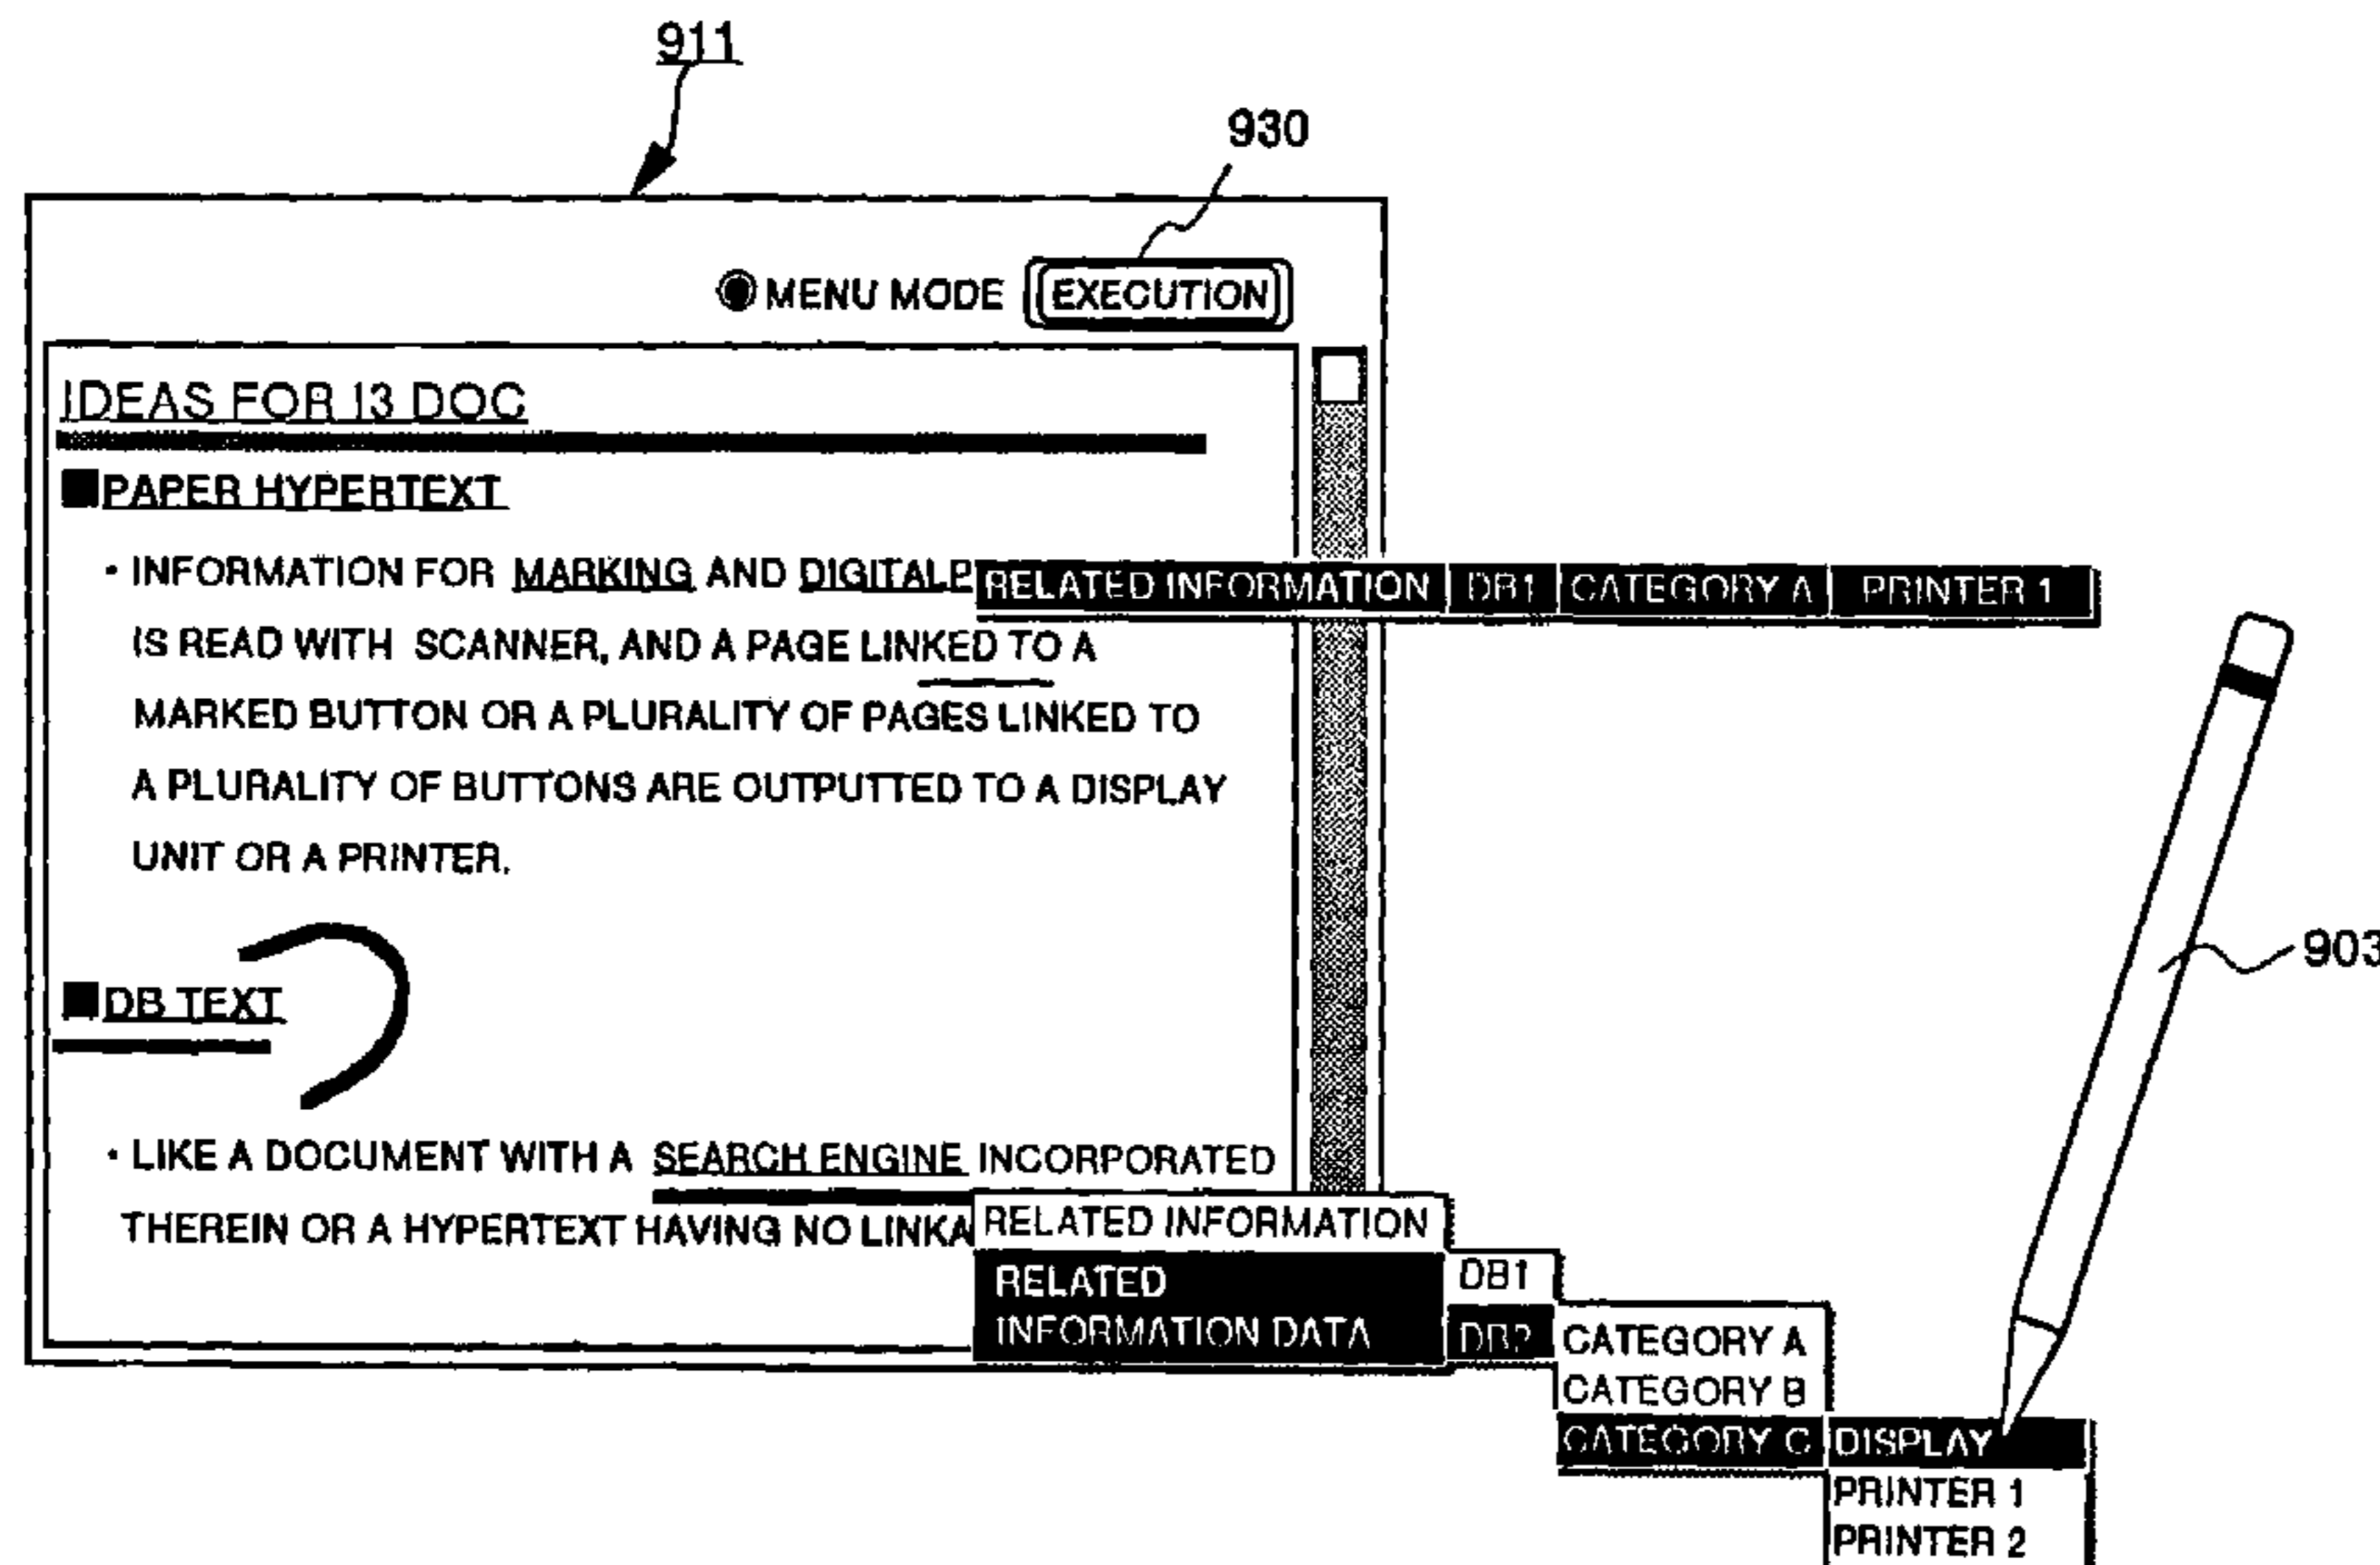 911
930
MENU MODE EXECUTION
IDEAS FOR I3 DOC
PAPER HYPERTEXT
· INFORMATION FOR MARKING AND DIGITALP
RELATED INFORMATION DB1 CATEGORY A PRINTER 1
IS READ WITH SCANNER, AND A PAGE LINKED TO A
MARKED BUTTON OR A PLURALITY OF PAGES LINKED TO
A PLURALITY OF BUTTONS ARE OUTPUTTED TO A DISPLAY
UNIT OR A PRINTER.
903
DB TEXT
· LIKE A DOCUMENT WITH A SEARCH ENGINE INCORPORATED
THEREIN OR A HYPERTEXT HAVING NO LINKA
RELATED INFORMATION
RELATED
INFORMATION DATA
DB1
DB2
CATEGORY A
CATEGORY B
CATEGORY C
DISPLAY
PRINTER 1
PRINTER 2